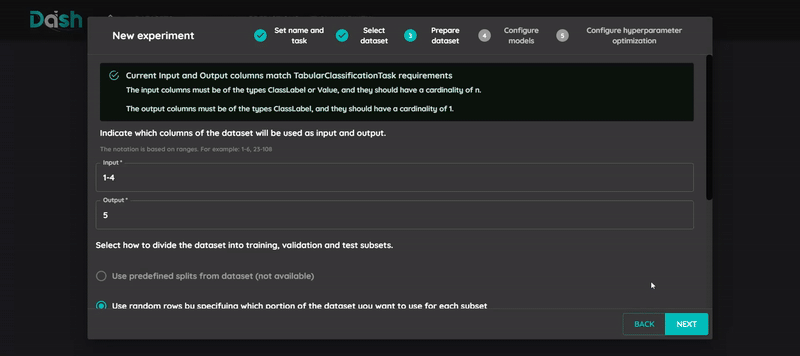 Dash
New experiment
Set name and
task
Select
dataset
3
Prepare
dataset
4
Configure
models
5
Configure hyperparameter
optimization
Current Input and Output columns match TabularClassificationTask requirements
The input columns must be of the types ClassLabel or Value, and they should have a cardinality of n.
The output columns must be of the types ClassLabel, and they should have a cardinality of 1.
Indicate which columns of the dataset will be used as input and output.
The notation is based on ranges. For example: 1-6, 23-108
Input *
1-4
Output *
5
Select how to divide the dataset into training, validation and test subsets.
Use predefined splits from dataset (not available)
Use random rows by specifying which portion of the dataset you want to use for each subset
BACK
NEXT